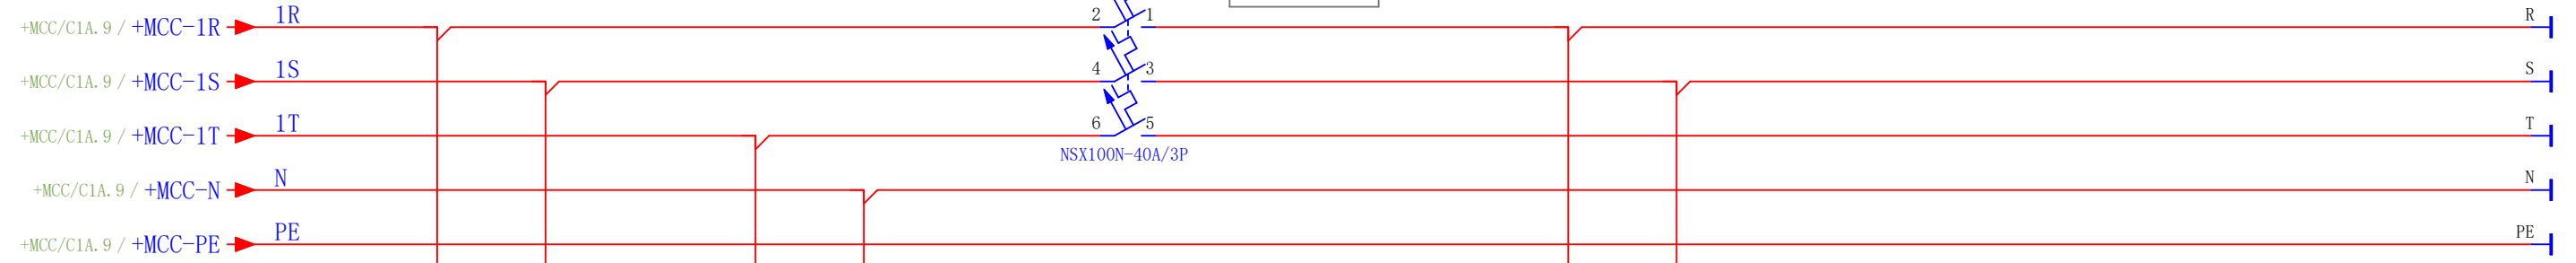 +MCC/C1A.9 / +MCC-1R 1R 2 1 R
+MCC/C1A.9 / +MCC-1S 1S 4 3 S
+MCC/C1A.9 / +MCC-1T 1T 6 5 T
NSX100N-40A/3P
+MCC/C1A.9 / +MCC-N N N
+MCC/C1A.9 / +MCC-PE PE PE